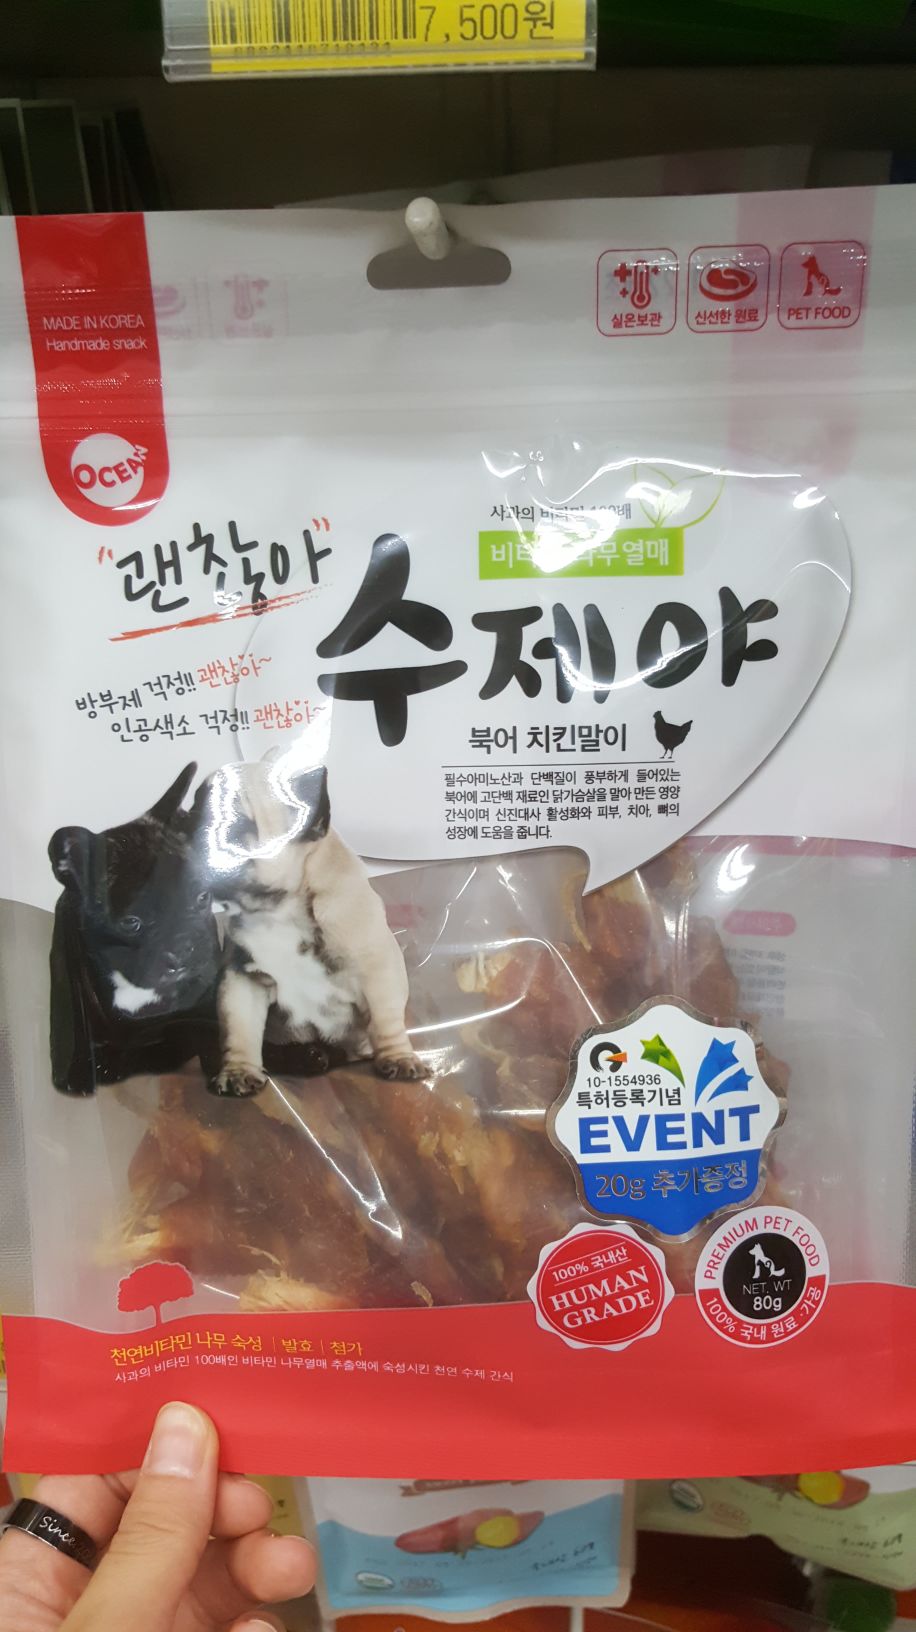 7,500원
MADE IN KOREA
Handmade snack
OCEAN
실온보관
신선한 원료
PET FOOD
"괜찮아"
사과의 비타민 100배
나무 열매
수제야
방부제 걱정!! 괜찮아~
인공색소 걱정!! 괜찮아~
북어 치킨말이
필수아미노산과 단백질이 풍부하게 들어있는
북어에 고단백 재료인 닭가슴살을 말아 만든 영양
간식이며 신진대사 활성화와 피부, 치아, 뼈의
성장에 도움을 줍니다.
10-1554936
특허등록기념
EVENT
20g 추가증정
100% 국내산
HUMAN
GRADE
PREMIUM PET FOOD
NET. WT
80g
100% 국내 원료·가공
천연비타민 나무 숙성 | 발효 | 첨가
사과의 비타민 100배인 비타민 나무열매 추출액에 숙성시킨 천연 수제 간식
Since